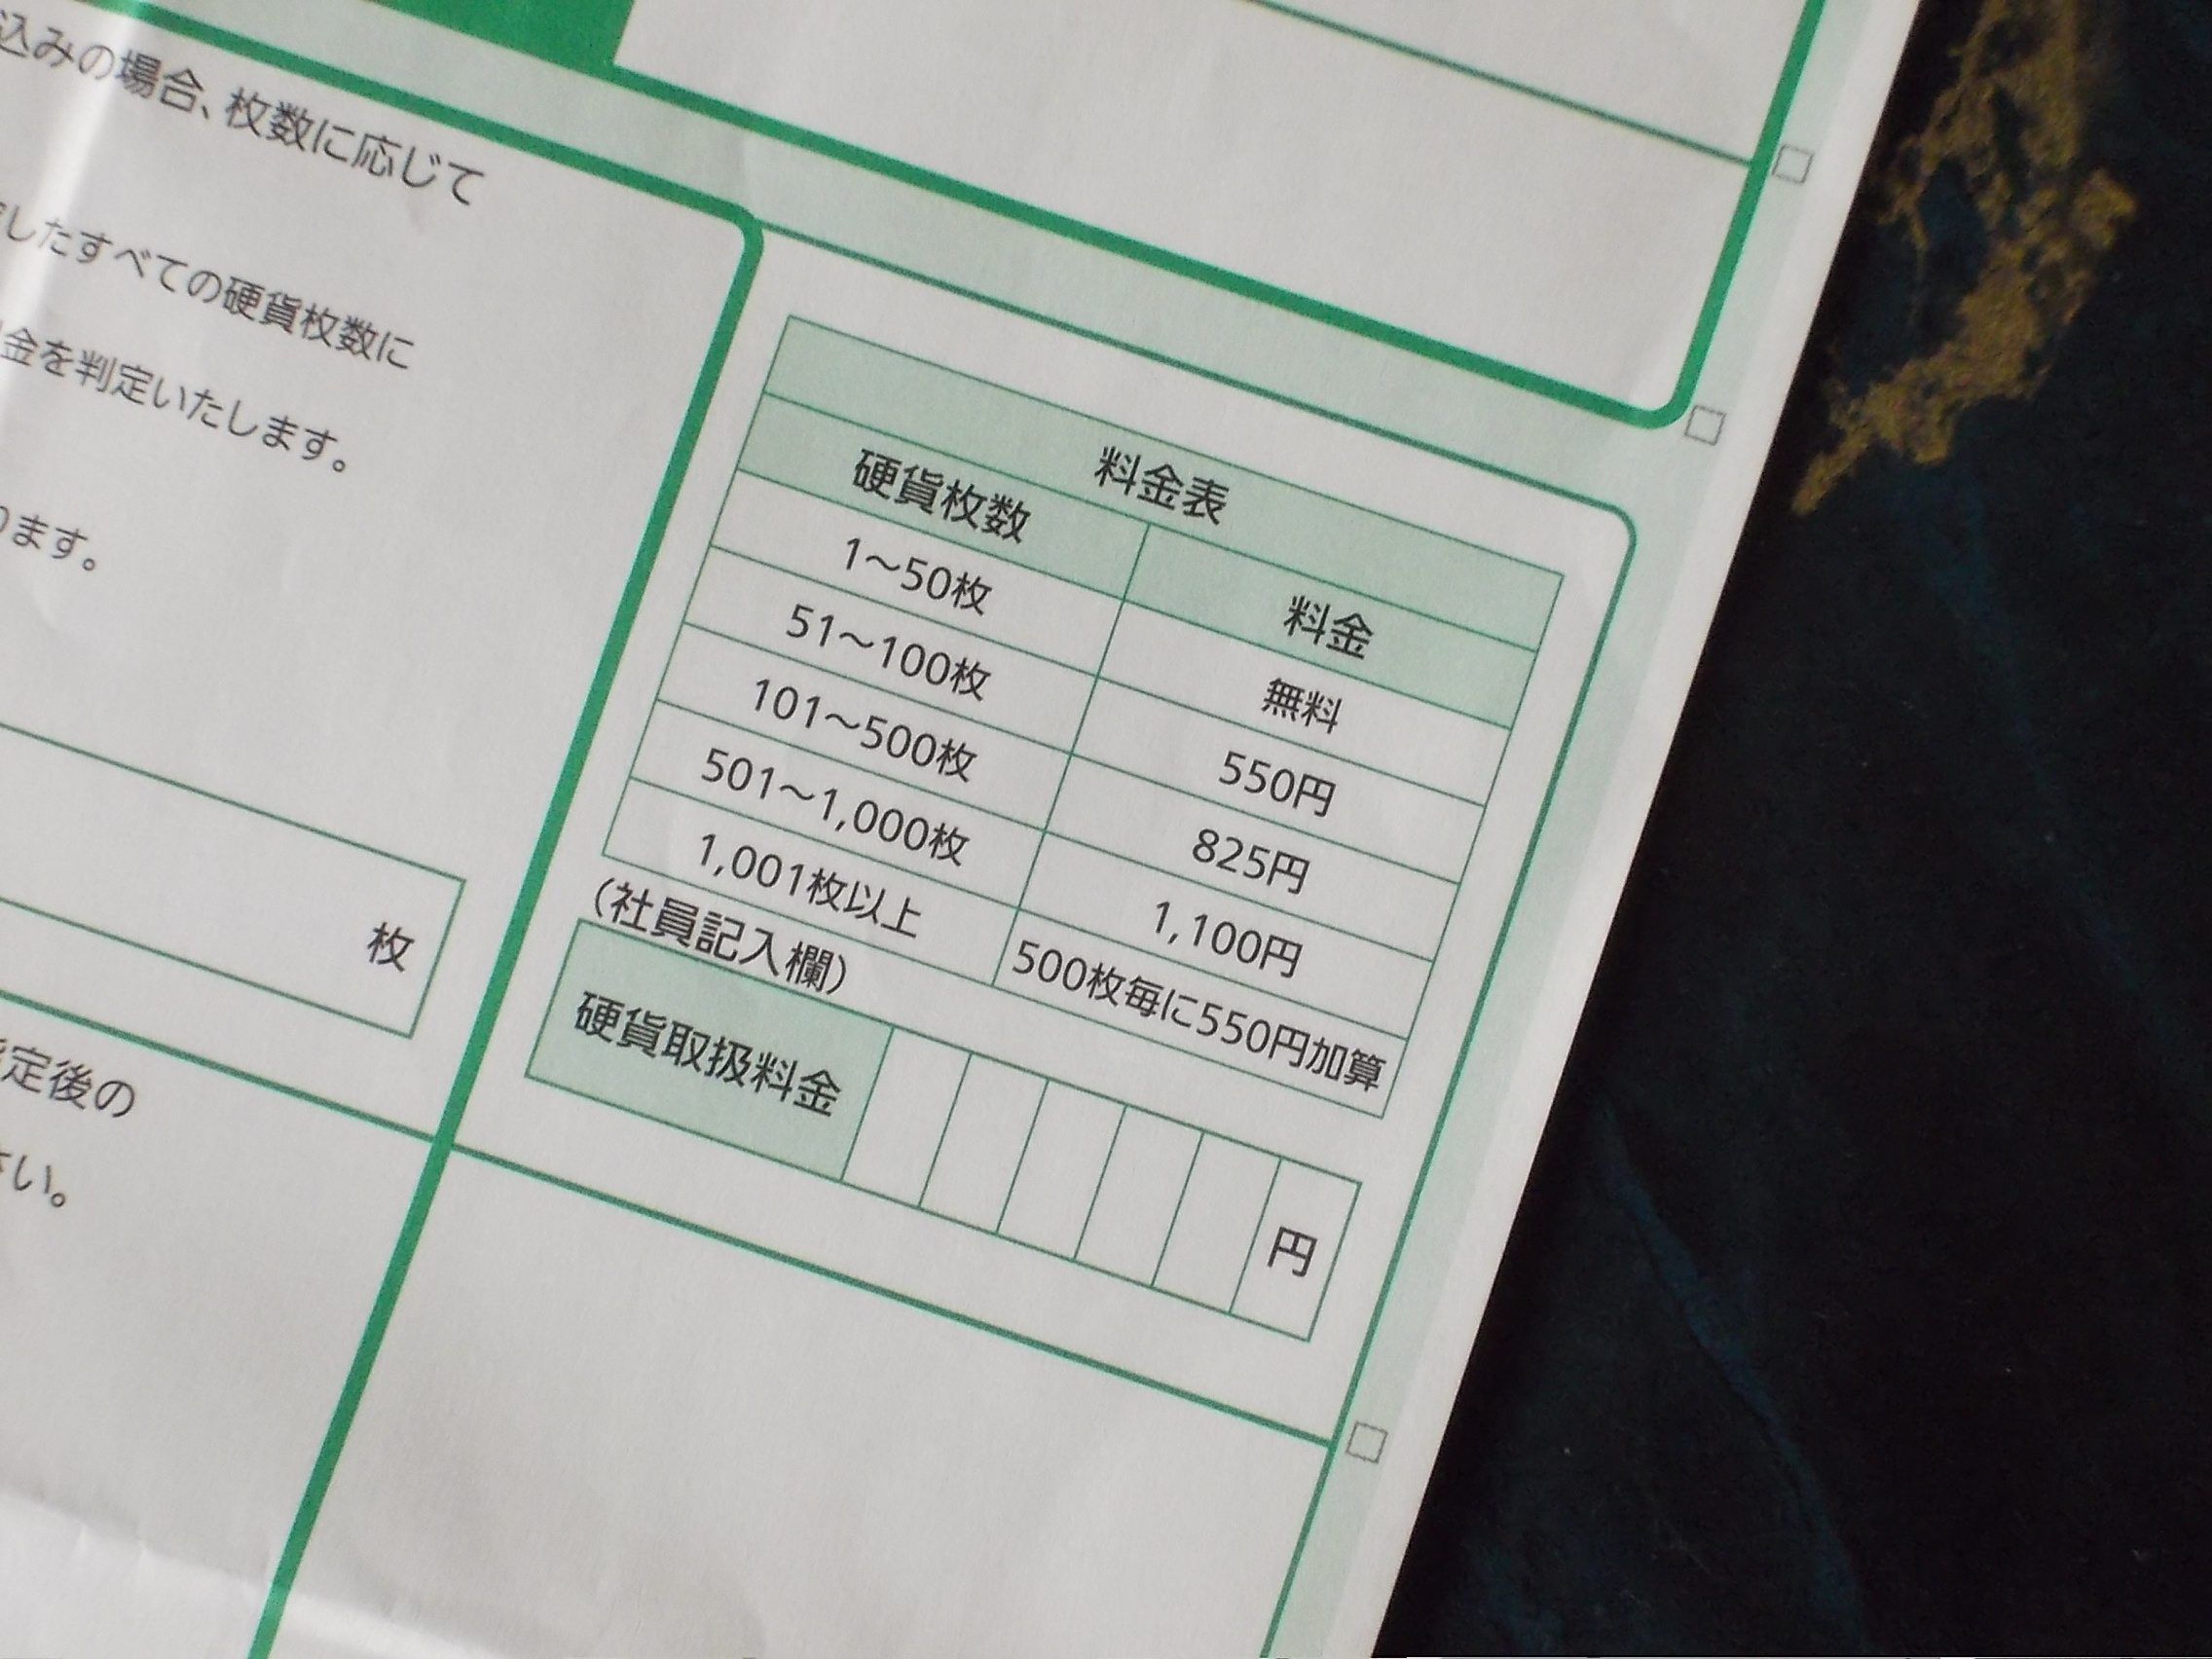 込みの場合、枚数に応じて
したすべての硬貨枚数に
金を判定いたします。
ます。
枚
定後の
さい。
料金表
硬貨枚数 料金
1～50枚 無料
51～100枚 550円
101～500枚 825円
501～1,000枚 1,100円
1,001枚以上 500枚毎に550円加算
（社員記入欄）
硬貨取扱料金 円